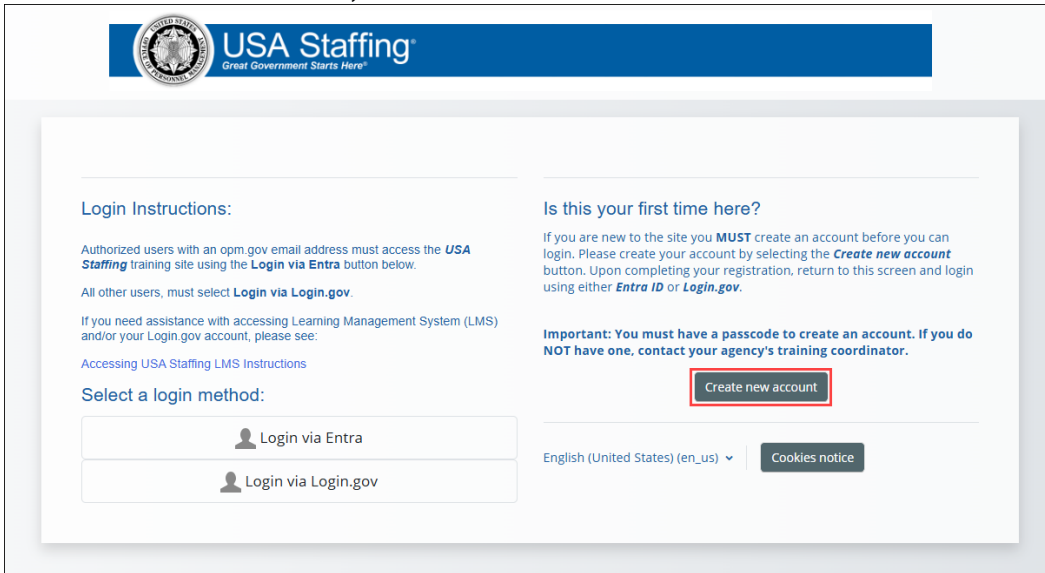 UNITED STATES
OFFICE OF PERSONNEL MANAGEMENT
USA Staffing®
Great Government Starts Here®
Login Instructions:
Authorized users with an opm.gov email address must access the USA
Staffing training site using the Login via Entra button below.
All other users, must select Login via Login.gov.
If you need assistance with accessing Learning Management System (LMS)
and/or your Login.gov account, please see:
Accessing USA Staffing LMS Instructions
Select a login method:
Login via Entra
Login via Login.gov
Is this your first time here?
If you are new to the site you MUST create an account before you can
login. Please create your account by selecting the Create new account
button. Upon completing your registration, return to this screen and login
using either Entra ID or Login.gov.
Important: You must have a passcode to create an account. If you do
NOT have one, contact your agency's training coordinator.
Create new account
English (United States) (en_us)
Cookies notice